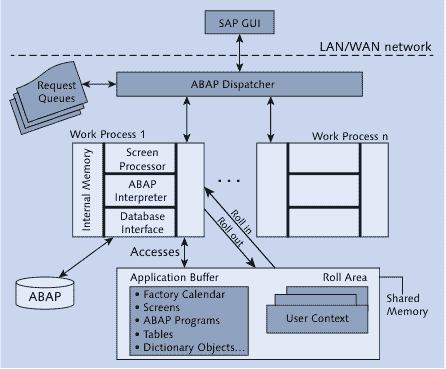 SAP GUI
LAN/WAN network
Request
Queues
ABAP Dispatcher
Work Process 1
Work Process n
Internal Memory
Screen
Processor
ABAP
Interpreter
Database
Interface
. . .
Roll in
Roll out
Accesses
ABAP
Application Buffer
• Factory Calendar
• Screens
• ABAP Programs
• Tables
• Dictionary Objects...
Roll Area
User Context
Shared
Memory